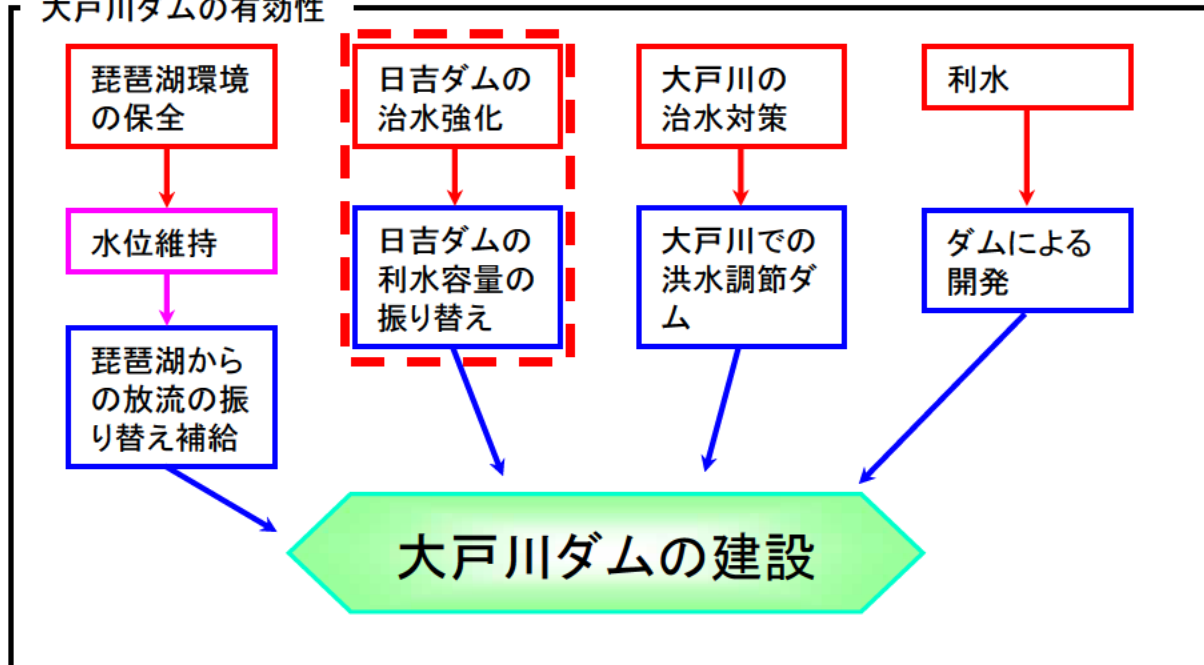 大戸川ダムの有効性
琵琶湖環境
の保全
日吉ダムの
治水強化
大戸川の
治水対策
利水
水位維持
日吉ダムの
利水容量の
振り替え
大戸川での
洪水調節ダ
ム
ダムによる
開発
琵琶湖から
の放流の振
り替え補給
大戸川ダムの建設